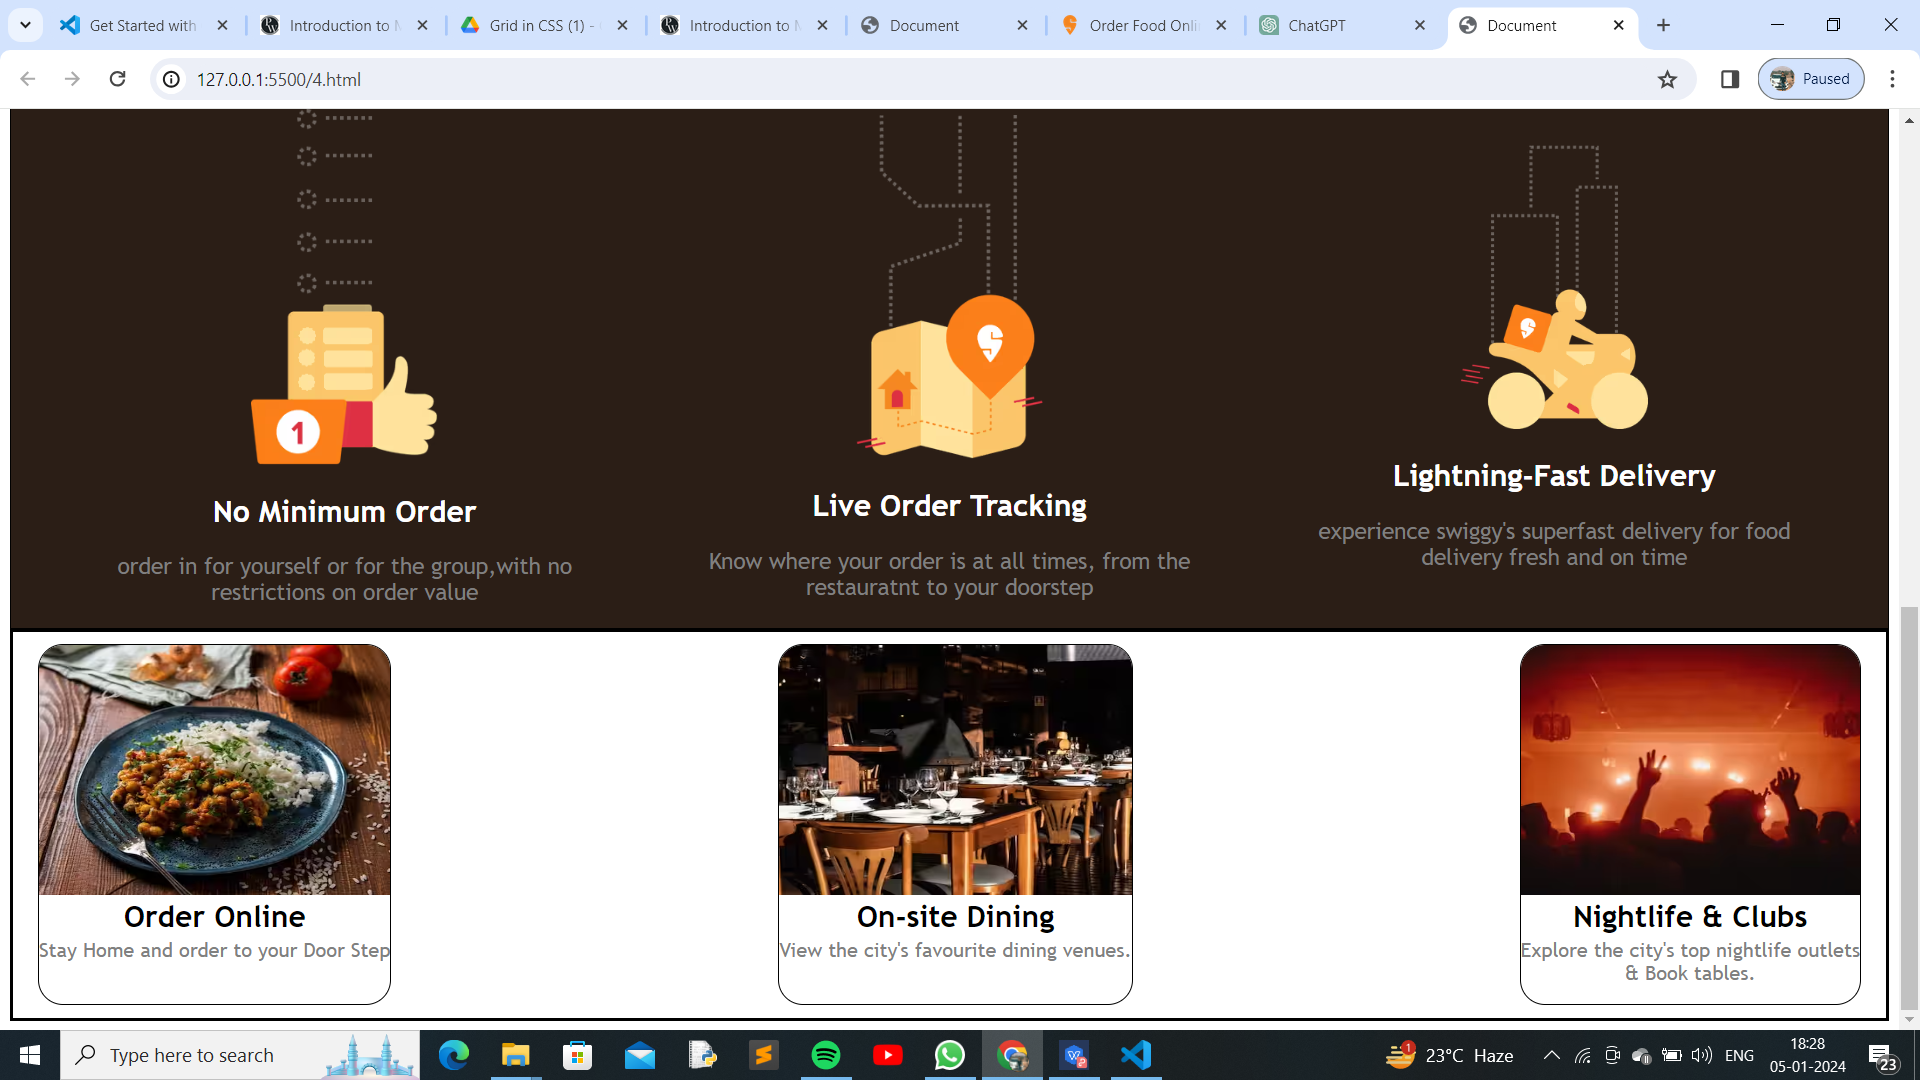 Get Started with
Introduction to M
Grid in CSS (1) -
Introduction to M
Document
Order Food Onli
ChatGPT
Document
127.0.0.1:5500/4.html
Paused
1
No Minimum Order
order in for yourself or for the group,with no
restrictions on order value
Live Order Tracking
Know where your order is at all times, from the
restauratnt to your doorstep
Lightning-Fast Delivery
experience swiggy's superfast delivery for food
delivery fresh and on time
Order Online
Stay Home and order to your Door Step
On-site Dining
View the city's favourite dining venues.
Nightlife & Clubs
Explore the city's top nightlife outlets
& Book tables.
Type here to search
1
23°C Haze
ENG
18:28
05-01-2024
23